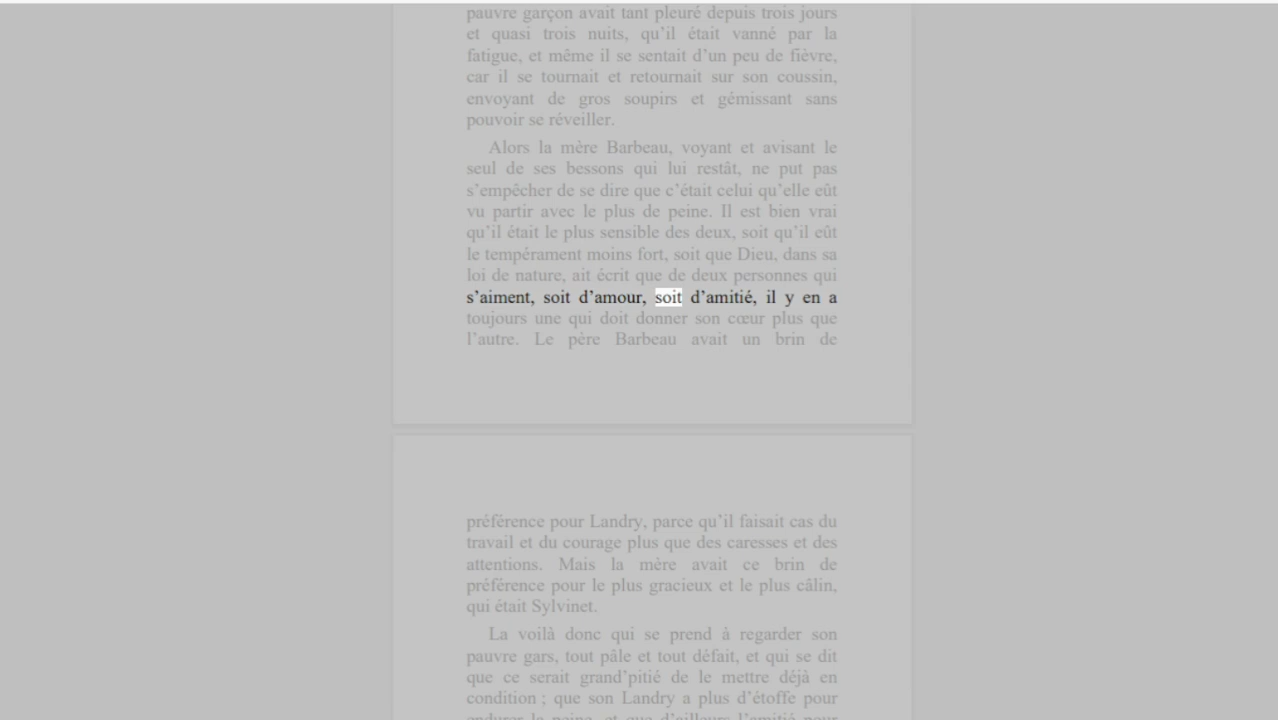 pauvre garçon avait tant pleuré depuis trois jours
et quasi trois nuits, qu’il était vanné par la
fatigue, et même il se sentait d’un peu de fièvre,
car il se tournait et retournait sur son coussin,
envoyant de gros soupirs et gémissant sans
pouvoir se réveiller.
Alors la mère Barbeau, voyant et avisant le
seul de ses bessons qui lui restât, ne put pas
s’empêcher de se dire que c’était celui qu’elle eût
vu partir avec le plus de peine. Il est bien vrai
qu’il était le plus sensible des deux, soit qu’il eût
le tempérament moins fort, soit que Dieu, dans sa
loi de nature, ait écrit que de deux personnes qui
s’aiment, soit d’amour, soit d’amitié, il y en a
toujours une qui doit donner son cœur plus que
l’autre. Le père Barbeau avait un brin de
préférence pour Landry, parce qu’il faisait cas du
travail et du courage plus que des caresses et des
attentions. Mais la mère avait ce brin de
préférence pour le plus gracieux et le plus câlin,
qui était Sylvinet.
La voilà donc qui se prend à regarder son
pauvre gars, tout pâle et tout défait, et qui se dit
que ce serait grand’pitié de le mettre déjà en
condition ; que son Landry a plus d’étoffe pour
endurer la peine, et que d’ailleurs l’amitié pour